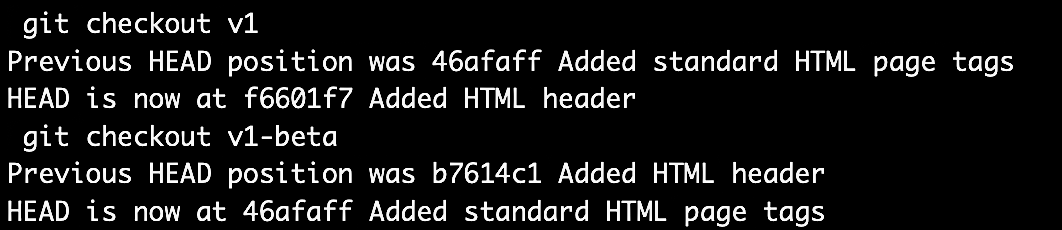 git checkout v1
Previous HEAD position was 46afaff Added standard HTML page tags
HEAD is now at f6601f7 Added HTML header
git checkout v1-beta
Previous HEAD position was b7614c1 Added HTML header
HEAD is now at 46afaff Added standard HTML page tags